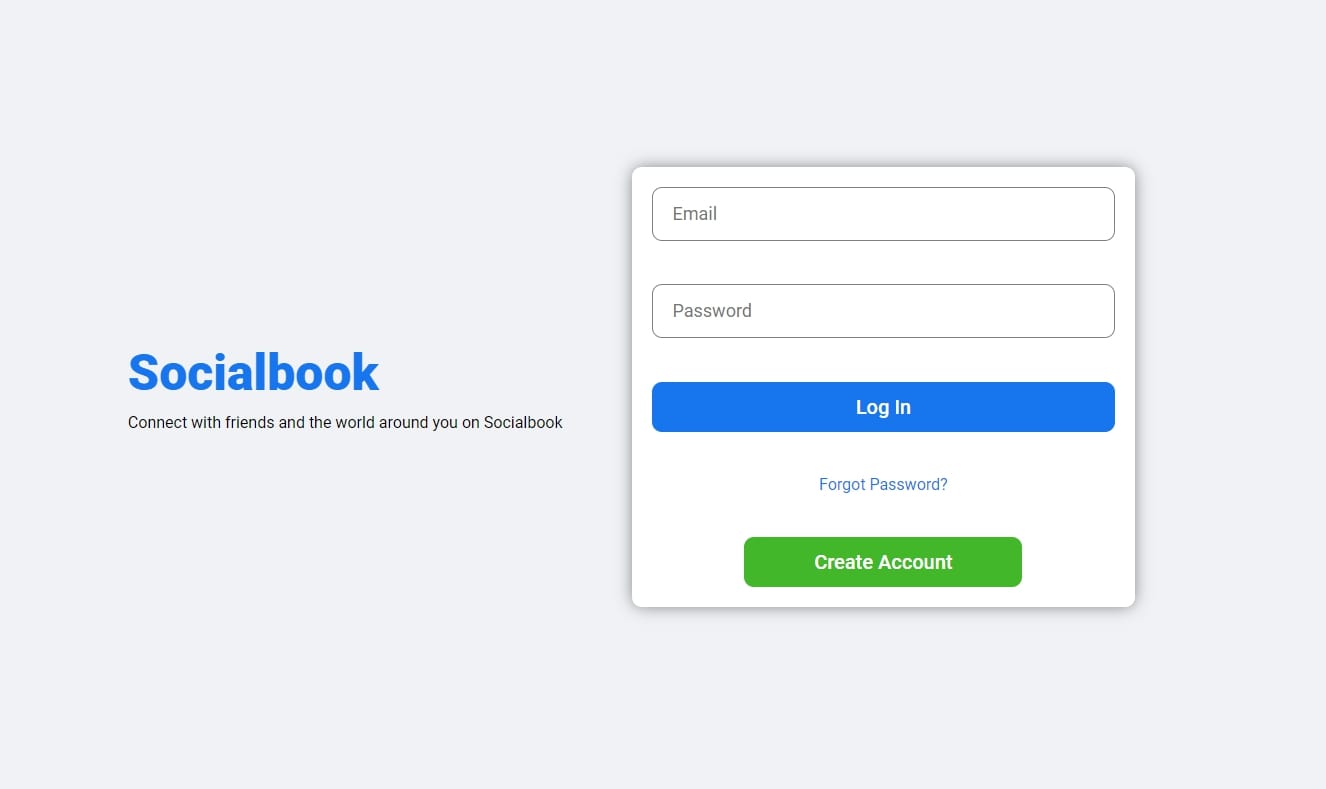 Socialbook
Connect with friends and the world around you on Socialbook
Email
Password
Log In
Forgot Password?
Create Account